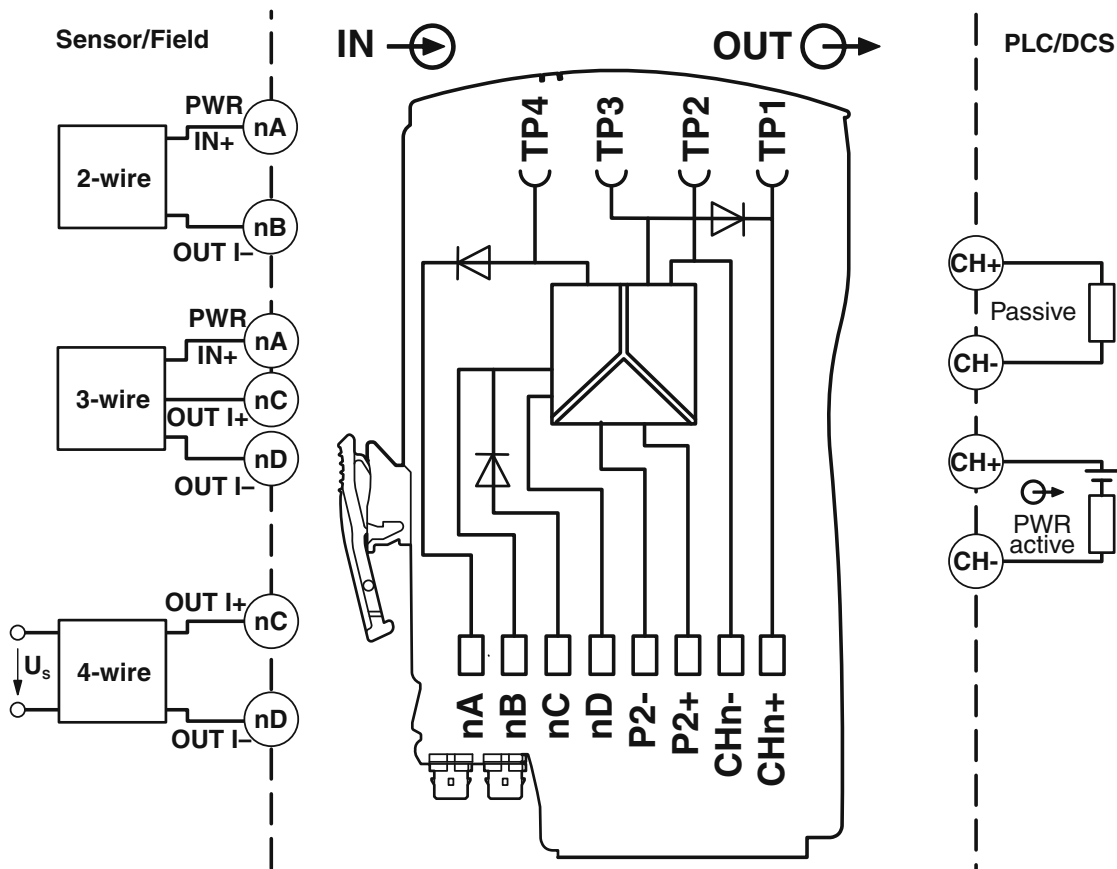 Sensor/Field
IN
OUT
PLC/DCS
PWR
nA
IN+
2-wire
nB
OUT I–
PWR
nA
IN+
3-wire
nC
OUT I+
nD
OUT I–
OUT I+
nC
Us
4-wire
nD
OUT I–
TP4
TP3
TP2
TP1
nA
nB
nC
nD
P2-
P2+
CHn-
CHn+
CH+
Passive
CH-
CH+
PWR
active
CH-